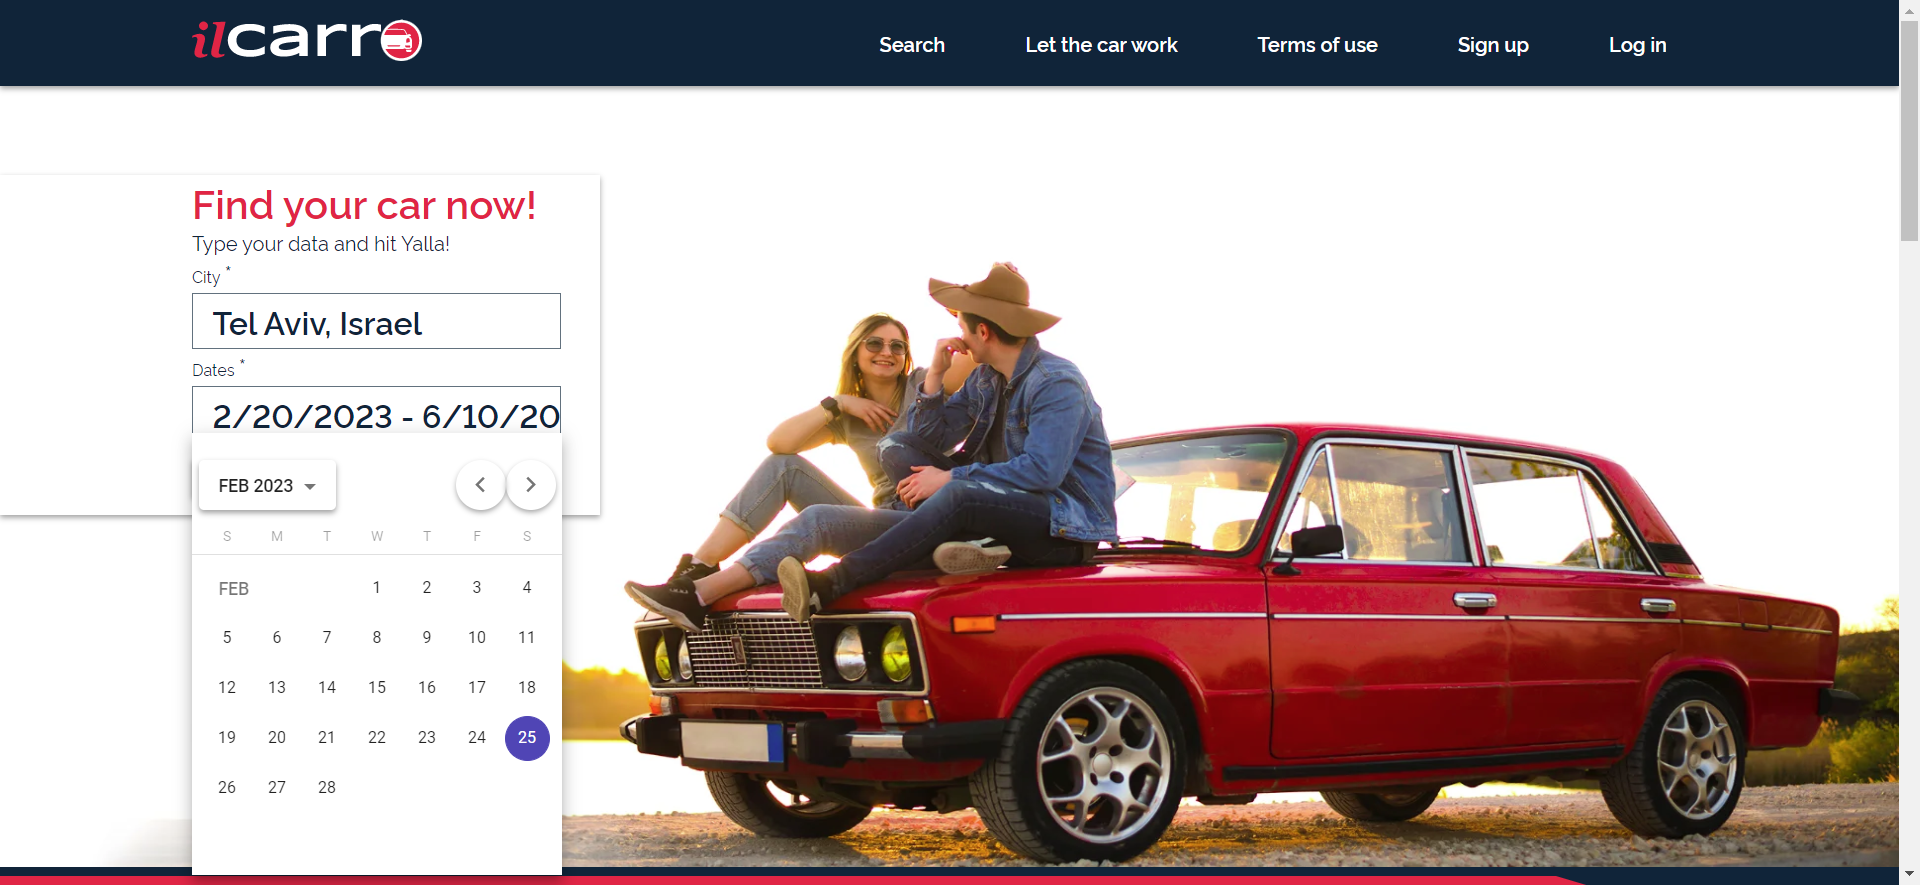 ilcarro
Search
Let the car work
Terms of use
Sign up
Log in
Find your car now!
Type your data and hit Yalla!
City *
Tel Aviv, Israel
Dates *
2/20/2023 - 6/10/20
FEB 2023
S M T W T F S
FEB 1 2 3 4
5 6 7 8 9 10 11
12 13 14 15 16 17 18
19 20 21 22 23 24 25
26 27 28